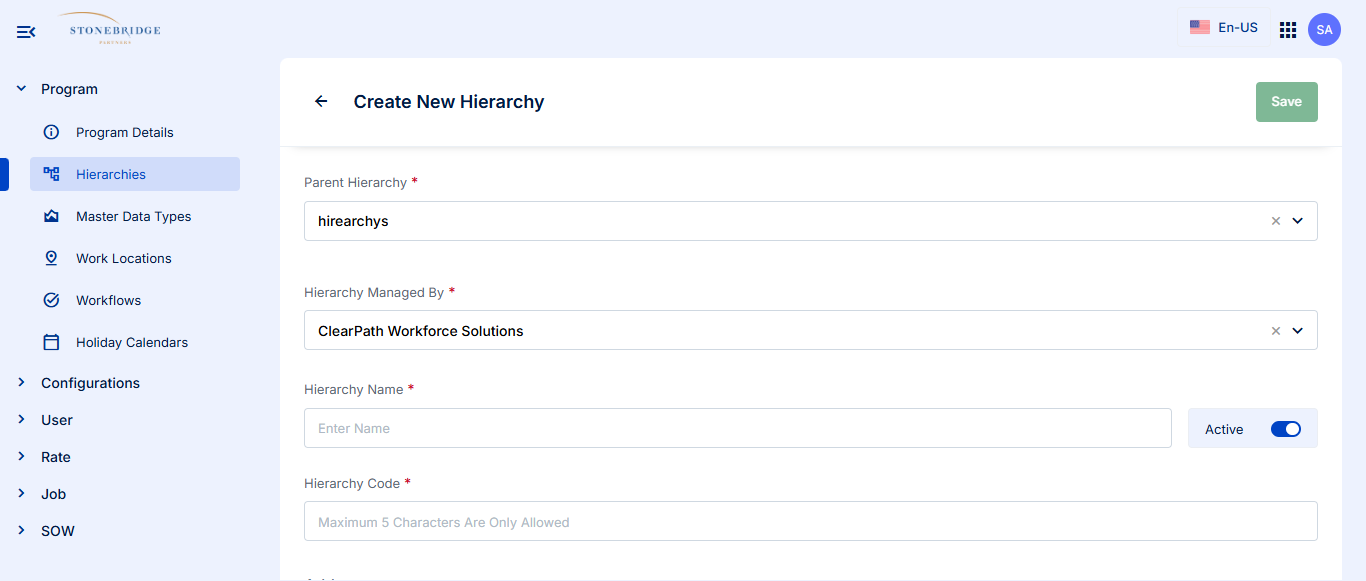 STONEBRIDGE
PARTNERS
En-US
SA
Program
Program Details
Hierarchies
Master Data Types
Work Locations
Workflows
Holiday Calendars
Configurations
User
Rate
Job
SOW
Create New Hierarchy
Save
Parent Hierarchy *
hirearchys
Hierarchy Managed By *
ClearPath Workforce Solutions
Hierarchy Name *
Enter Name
Active
Hierarchy Code *
Maximum 5 Characters Are Only Allowed